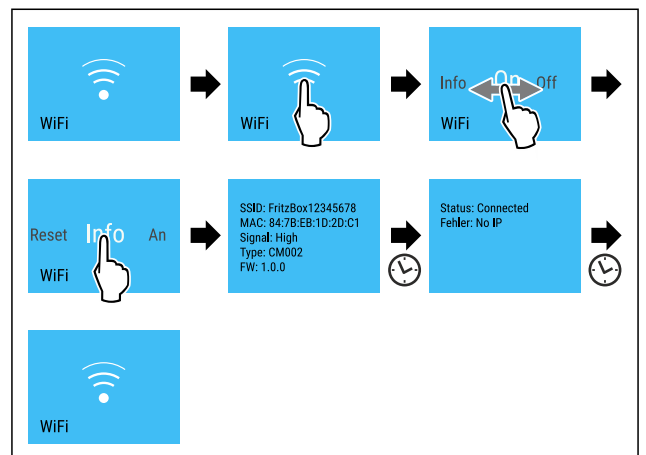 WiFi
WiFi
Info On Off
WiFi
Reset Info An
WiFi
SSID: FritzBox12345678
MAC: 84:7B:EB:1D:2D:C1
Signal: High
Type: CM002
FW: 1.0.0
Status: Connected
Fehler: No IP
WiFi